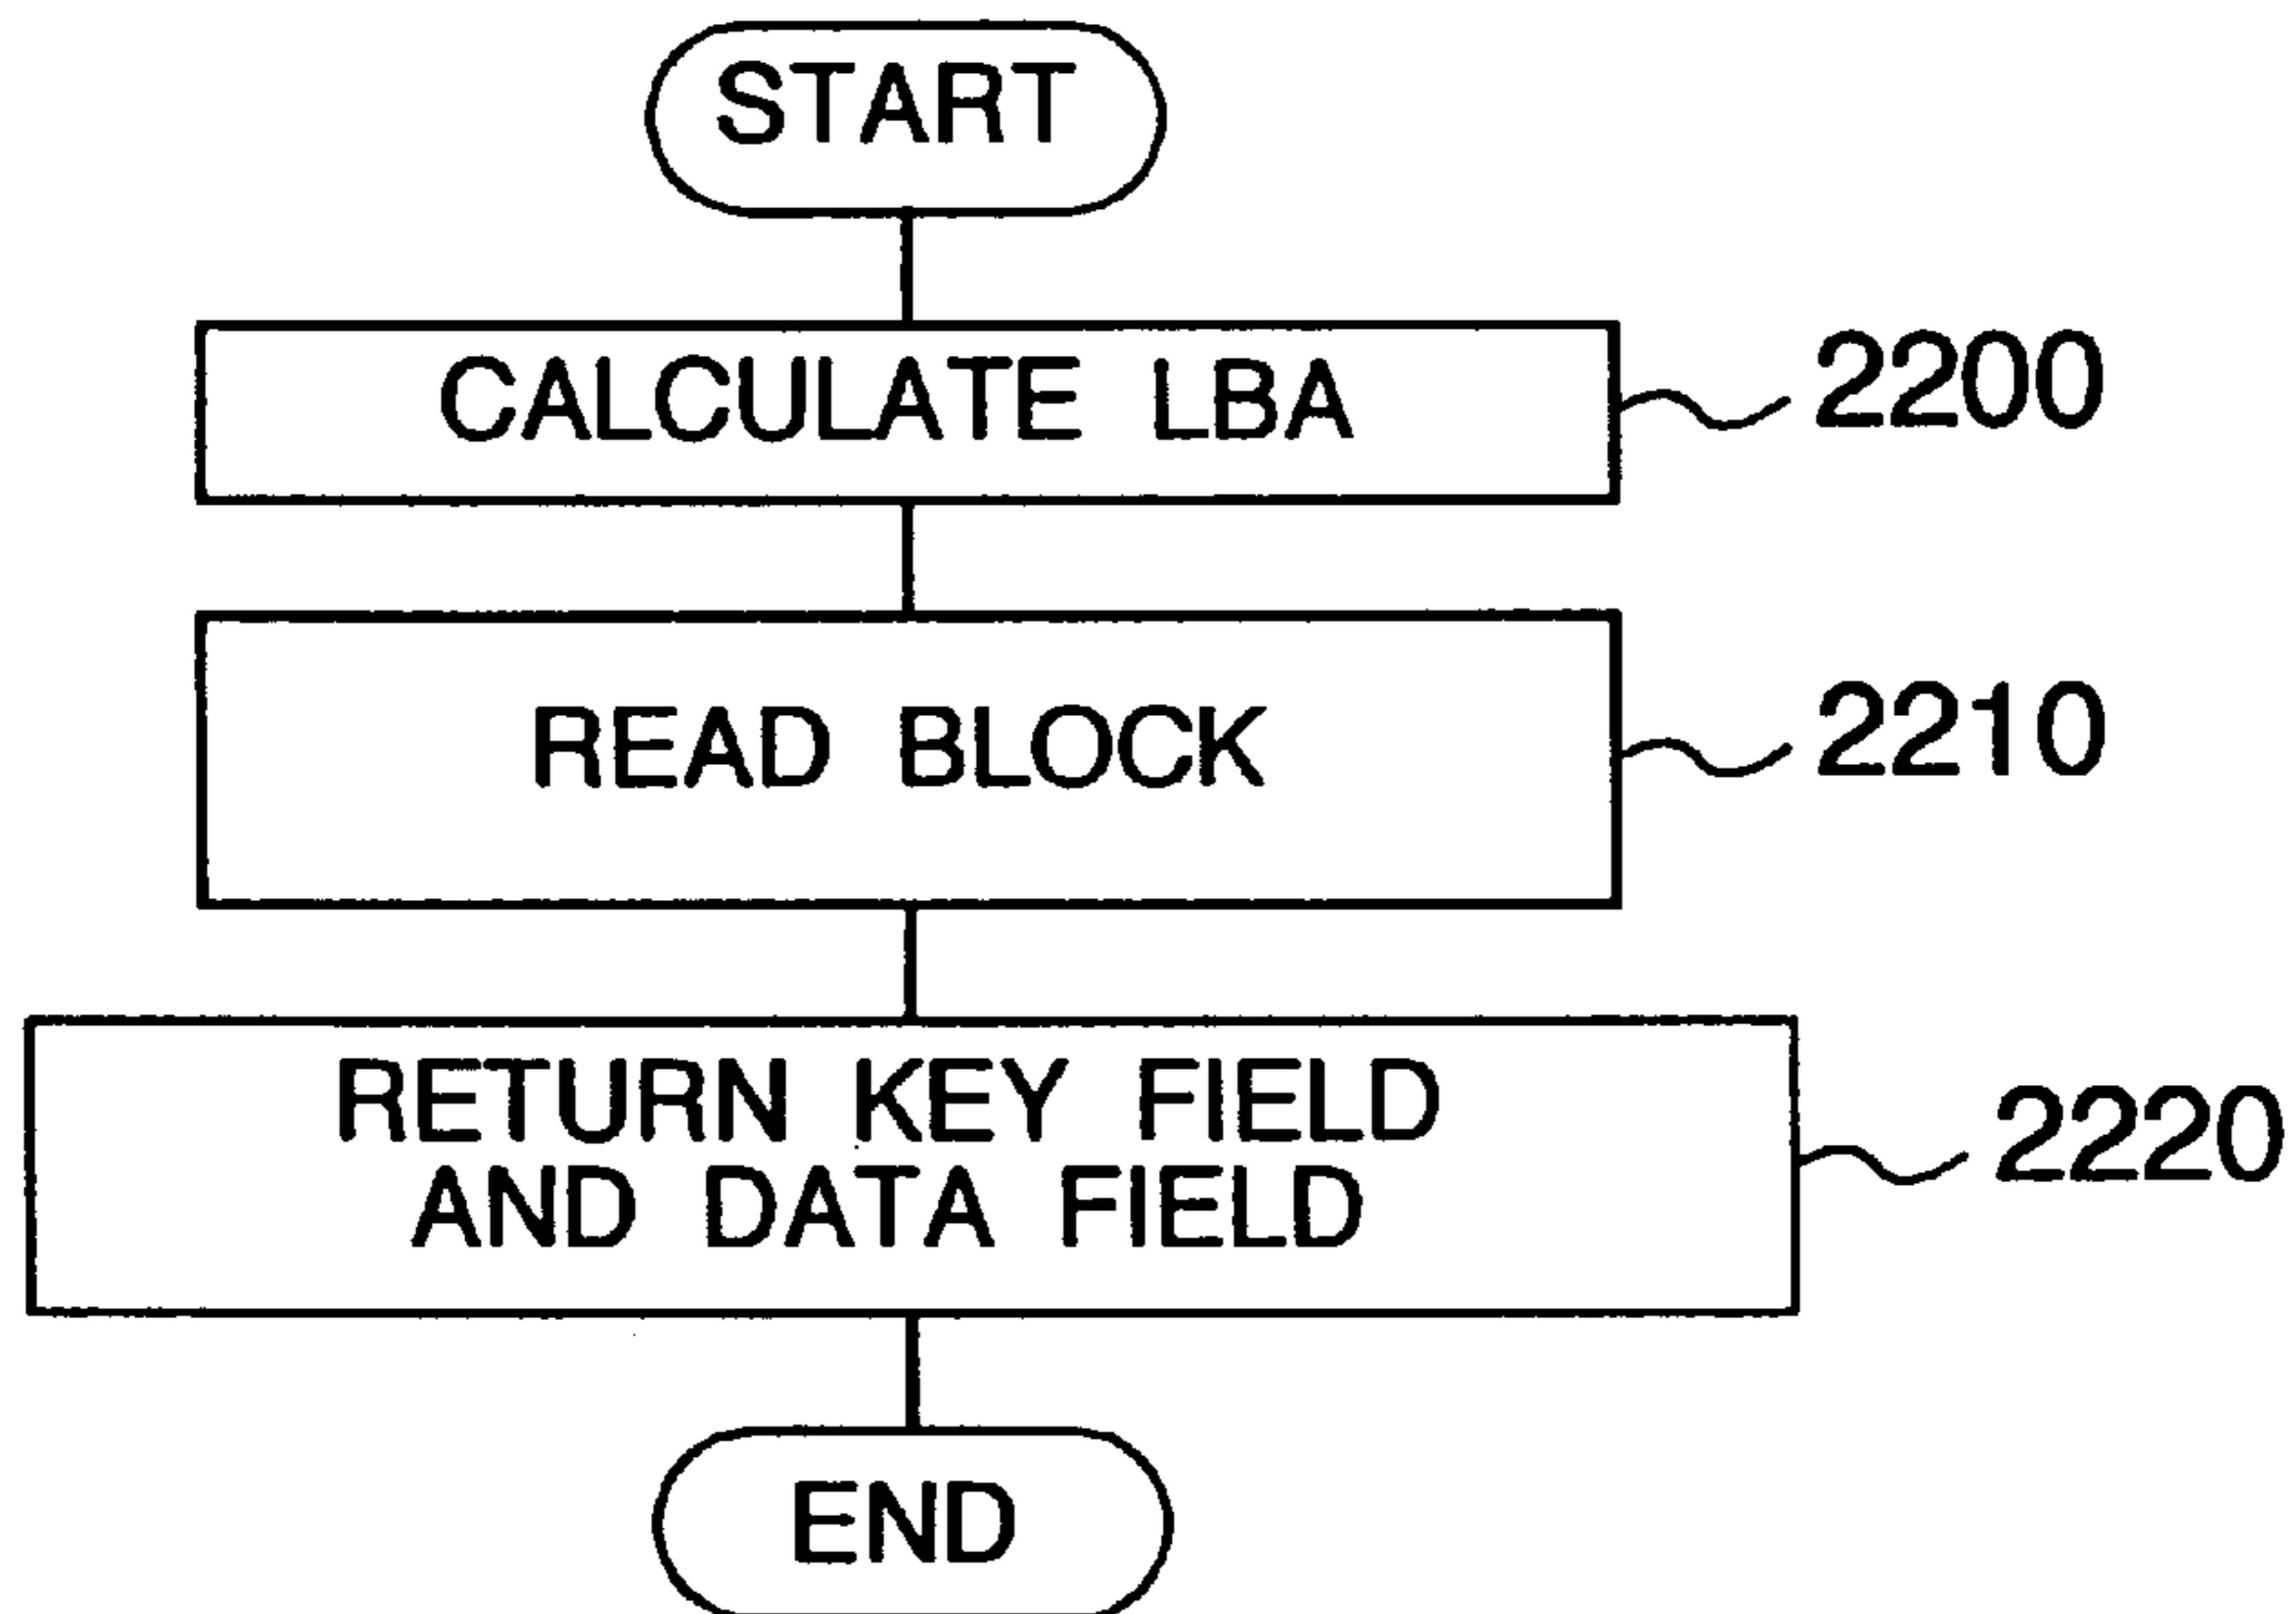 START
CALCULATE LBA
2200
READ BLOCK
2210
RETURN KEY FIELD
AND DATA FIELD
2220
END